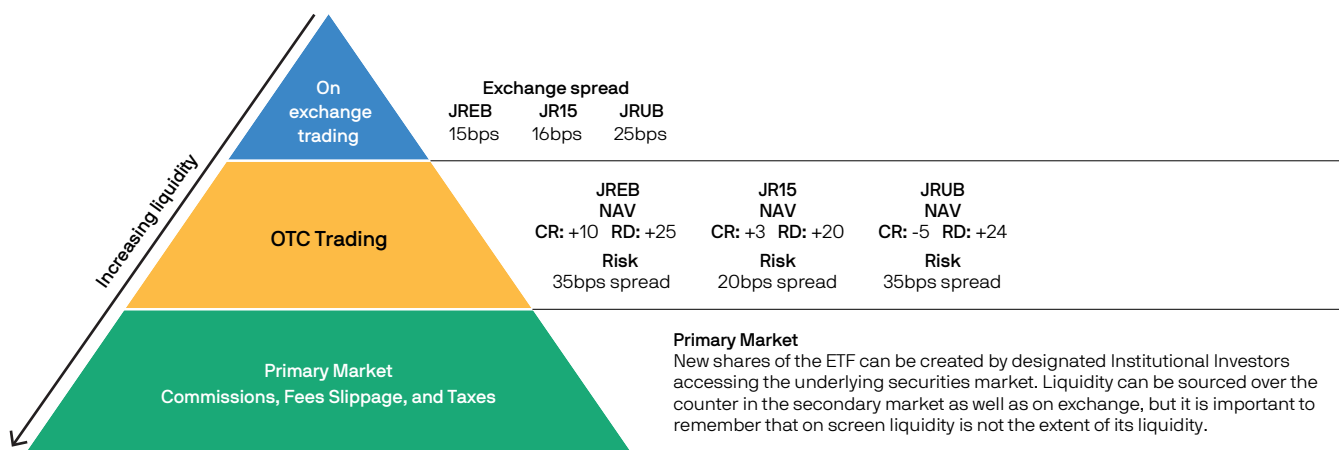 Increasing liquidity
On
exchange
trading
Exchange spread
JREB JR15 JRUB
15bps 16bps 25bps
OTC Trading
JREB JR15 JRUB
NAV NAV NAV
CR: +10 RD: +25 CR: +3 RD: +20 CR: -5 RD: +24
Risk Risk Risk
35bps spread 20bps spread 35bps spread
Primary Market
Commissions, Fees Slippage, and Taxes
Primary Market
New shares of the ETF can be created by designated Institutional Investors
accessing the underlying securities market. Liquidity can be sourced over the
counter in the secondary market as well as on exchange, but it is important to
remember that on screen liquidity is not the extent of its liquidity.